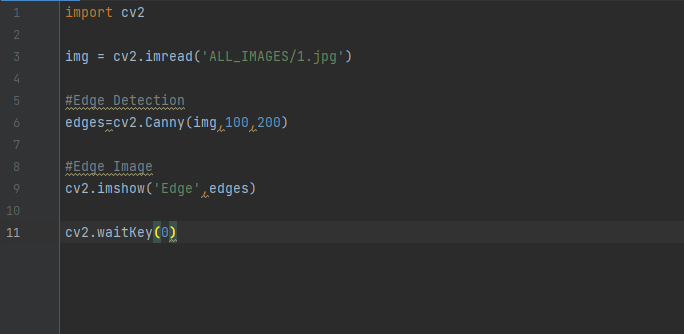 1 import cv2
2
3 img = cv2.imread('ALL_IMAGES/1.jpg')
4
5 #Edge Detection
6 edges=cv2.Canny(img,100,200)
7
8 #Edge Image
9 cv2.imshow('Edge',edges)
10
11 cv2.waitKey(0)